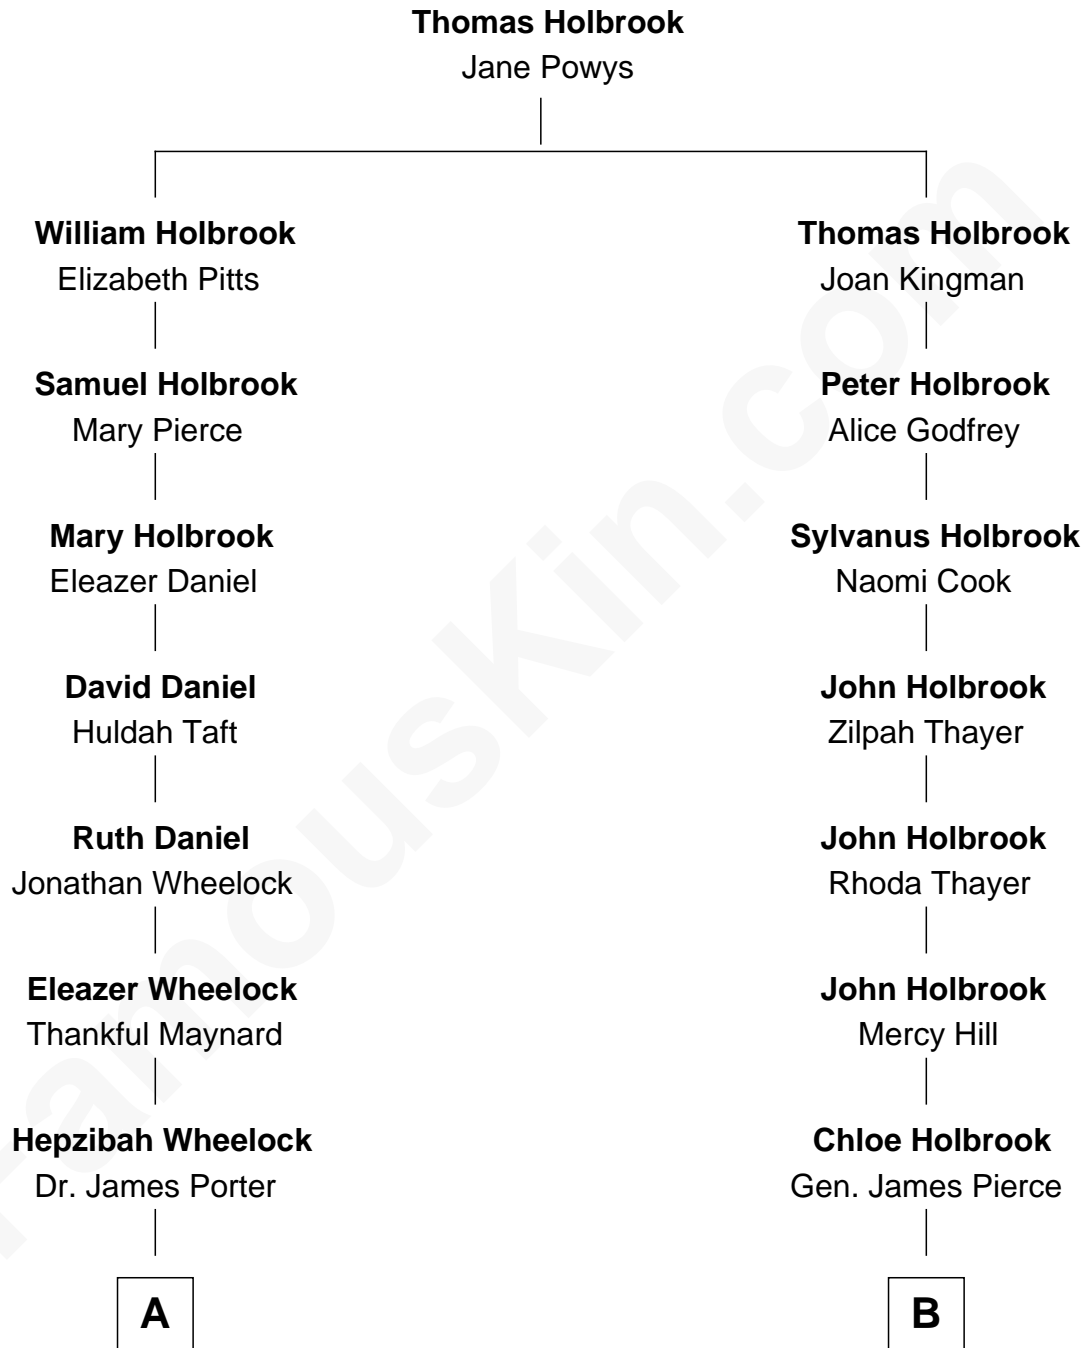 Thomas Holbrook
Jane Powys
William Holbrook
Elizabeth Pitts
Thomas Holbrook
Joan Kingman
Samuel Holbrook
Mary Pierce
Peter Holbrook
Alice Godfrey
Mary Holbrook
Eleazer Daniel
Sylvanus Holbrook
Naomi Cook
David Daniel
Huldah Taft
John Holbrook
Zilpah Thayer
Ruth Daniel
Jonathan Wheelock
John Holbrook
Rhoda Thayer
Eleazer Wheelock
Thankful Maynard
John Holbrook
Mercy Hill
Hepzibah Wheelock
Dr. James Porter
Chloe Holbrook
Gen. James Pierce
A
B
FamousKin.com